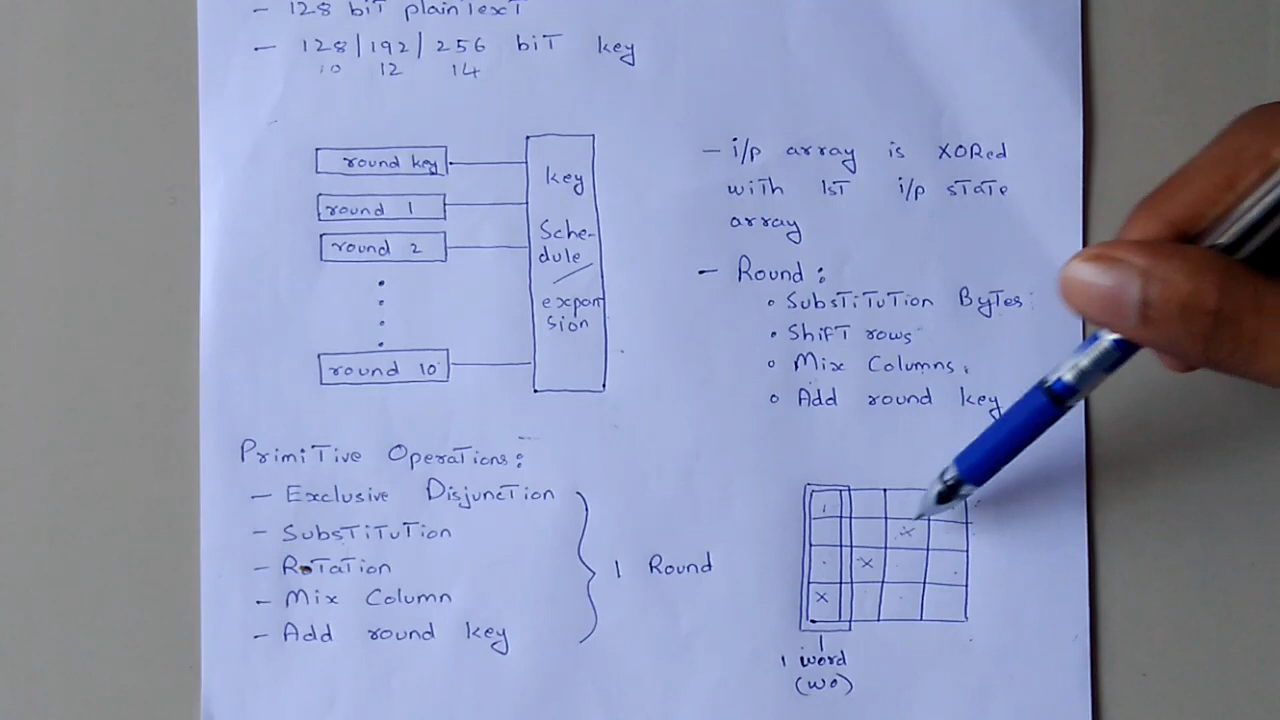 - 128 biT plainTexT
- 128/192/256 biT key
10 12 14
round key
round 1
round 2
round 10
key
Sche-
dule
/
expan
sion
- i/p array is XORed
wiTh 1sT i/p sTaTe
array
- Round:
• SubsTiTuTion ByTes
• ShifT rows
• Mix Columns
• Add round key
PrimiTive OperaTions:
- Exclusive DisjuncTion
- SubsTiTuTion
- RoTaTion
- Mix Column
- Add round key
1 Round
x
x
x
1 word
(wo)